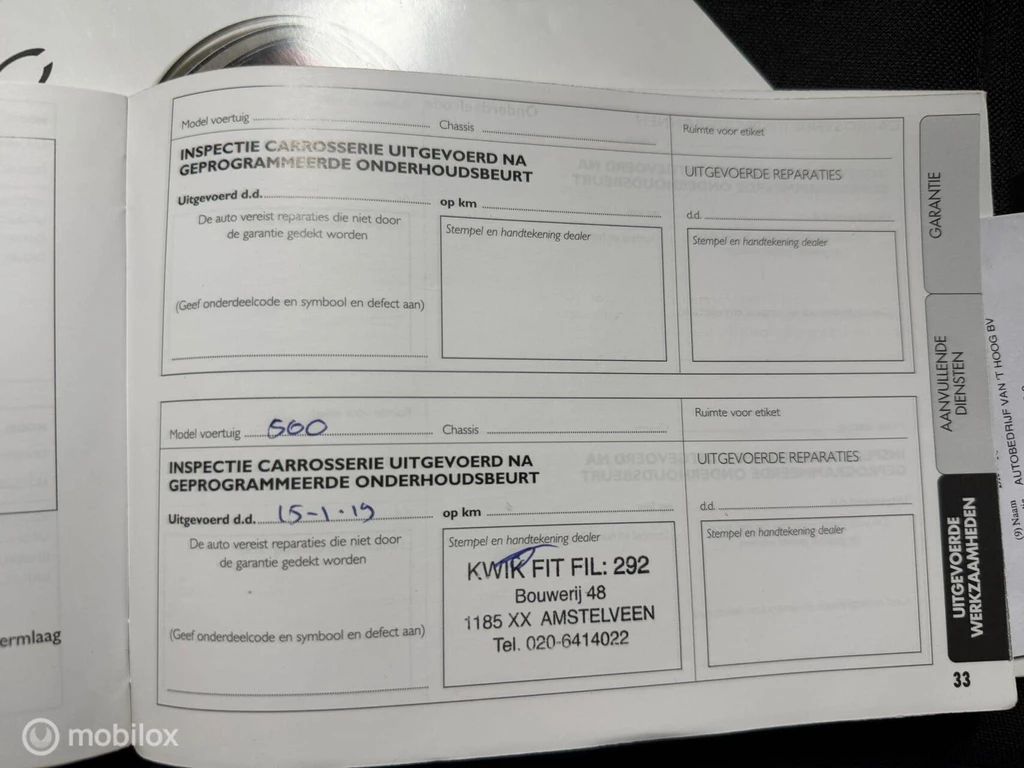 Model voertuig
Chassis
Ruimte voor etiket
INSPECTIE CARROSSERIE UITGEVOERD NA
GEPROGRAMMEERDE ONDERHOUDSBEURT
UITGEVOERDE REPARATIES
Uitgevoerd d.d.
op km
d.d.
De auto vereist reparaties die niet door
de garantie gedekt worden
Stempel en handtekening dealer
Stempel en handtekening dealer
(Geef onderdeelcode en symbool en defect aan)
Model voertuig 500
Chassis
Ruimte voor etiket
INSPECTIE CARROSSERIE UITGEVOERD NA
GEPROGRAMMEERDE ONDERHOUDSBEURT
UITGEVOERDE REPARATIES
Uitgevoerd d.d. 15-1-19
op km
d.d.
De auto vereist reparaties die niet door
de garantie gedekt worden
Stempel en handtekening dealer
KWIK FIT FIL: 292
Bouwerij 48
1185 XX AMSTELVEEN
Tel. 020-6414022
Stempel en handtekening dealer
(Geef onderdeelcode en symbool en defect aan)
GARANTIE
AANVULLENDE
DIENSTEN
UITGEVOERDE
WERKZAAMHEDEN
33
ermlaag
AUTOBEDRIJF VAN 'T HOOG BV
(9) Naam
mobilox